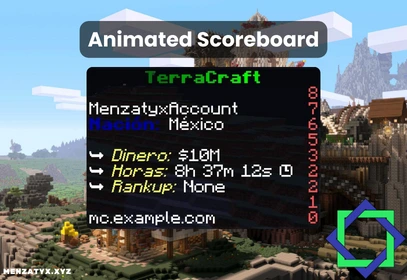 Animated Scoreboard
TerraCraft
8
MenzatyxAccount 7
Nación: México 6
5
↪ Dinero: $10M 3
↪ Horas: 8h 37m 12s 2
↪ Rankup: None 2
1
mc.example.com 0
MENZATYX.XYZ